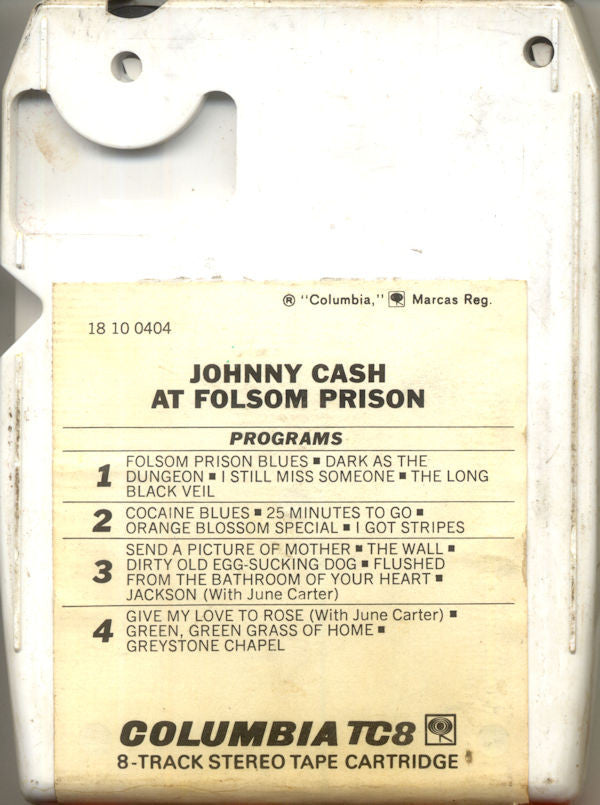 ® "Columbia," Marcas Reg.
18 10 0404
JOHNNY CASH
AT FOLSOM PRISON
PROGRAMS
1 FOLSOM PRISON BLUES ■ DARK AS THE
DUNGEON ■ I STILL MISS SOMEONE ■ THE LONG
BLACK VEIL
2 COCAINE BLUES ■ 25 MINUTES TO GO ■
ORANGE BLOSSOM SPECIAL ■ I GOT STRIPES
3 SEND A PICTURE OF MOTHER ■ THE WALL ■
DIRTY OLD EGG-SUCKING DOG ■ FLUSHED
FROM THE BATHROOM OF YOUR HEART ■
JACKSON (With June Carter)
4 GIVE MY LOVE TO ROSE (With June Carter) ■
GREEN, GREEN GRASS OF HOME ■
GREYSTONE CHAPEL
COLUMBIA TC8
8-TRACK STEREO TAPE CARTRIDGE